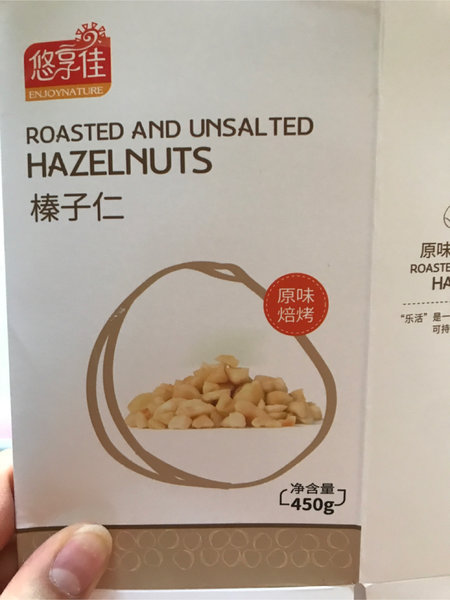 悠享佳
ENJOYNATURE
ROASTED AND UNSALTED
HAZELNUTS
榛子仁
原味
焙烤
净含量
450g
原味
ROASTE
HA
“乐活”是一
可持